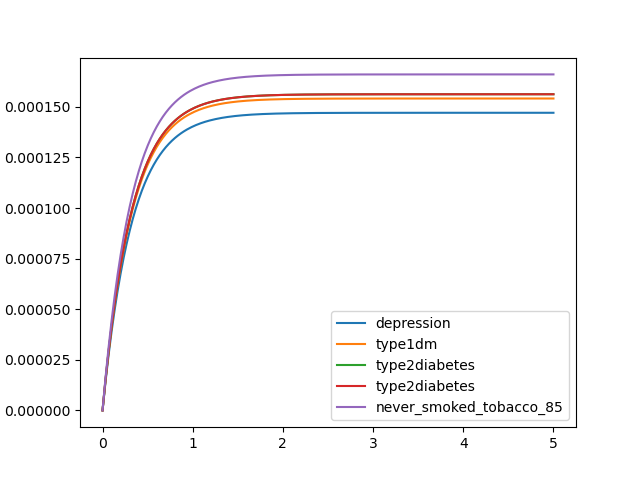 0.000150
0.000125
0.000100
0.000075
0.000050
0.000025
0.000000
depression
type1dm
type2diabetes
type2diabetes
never_smoked_tobacco_85
0 1 2 3 4 5